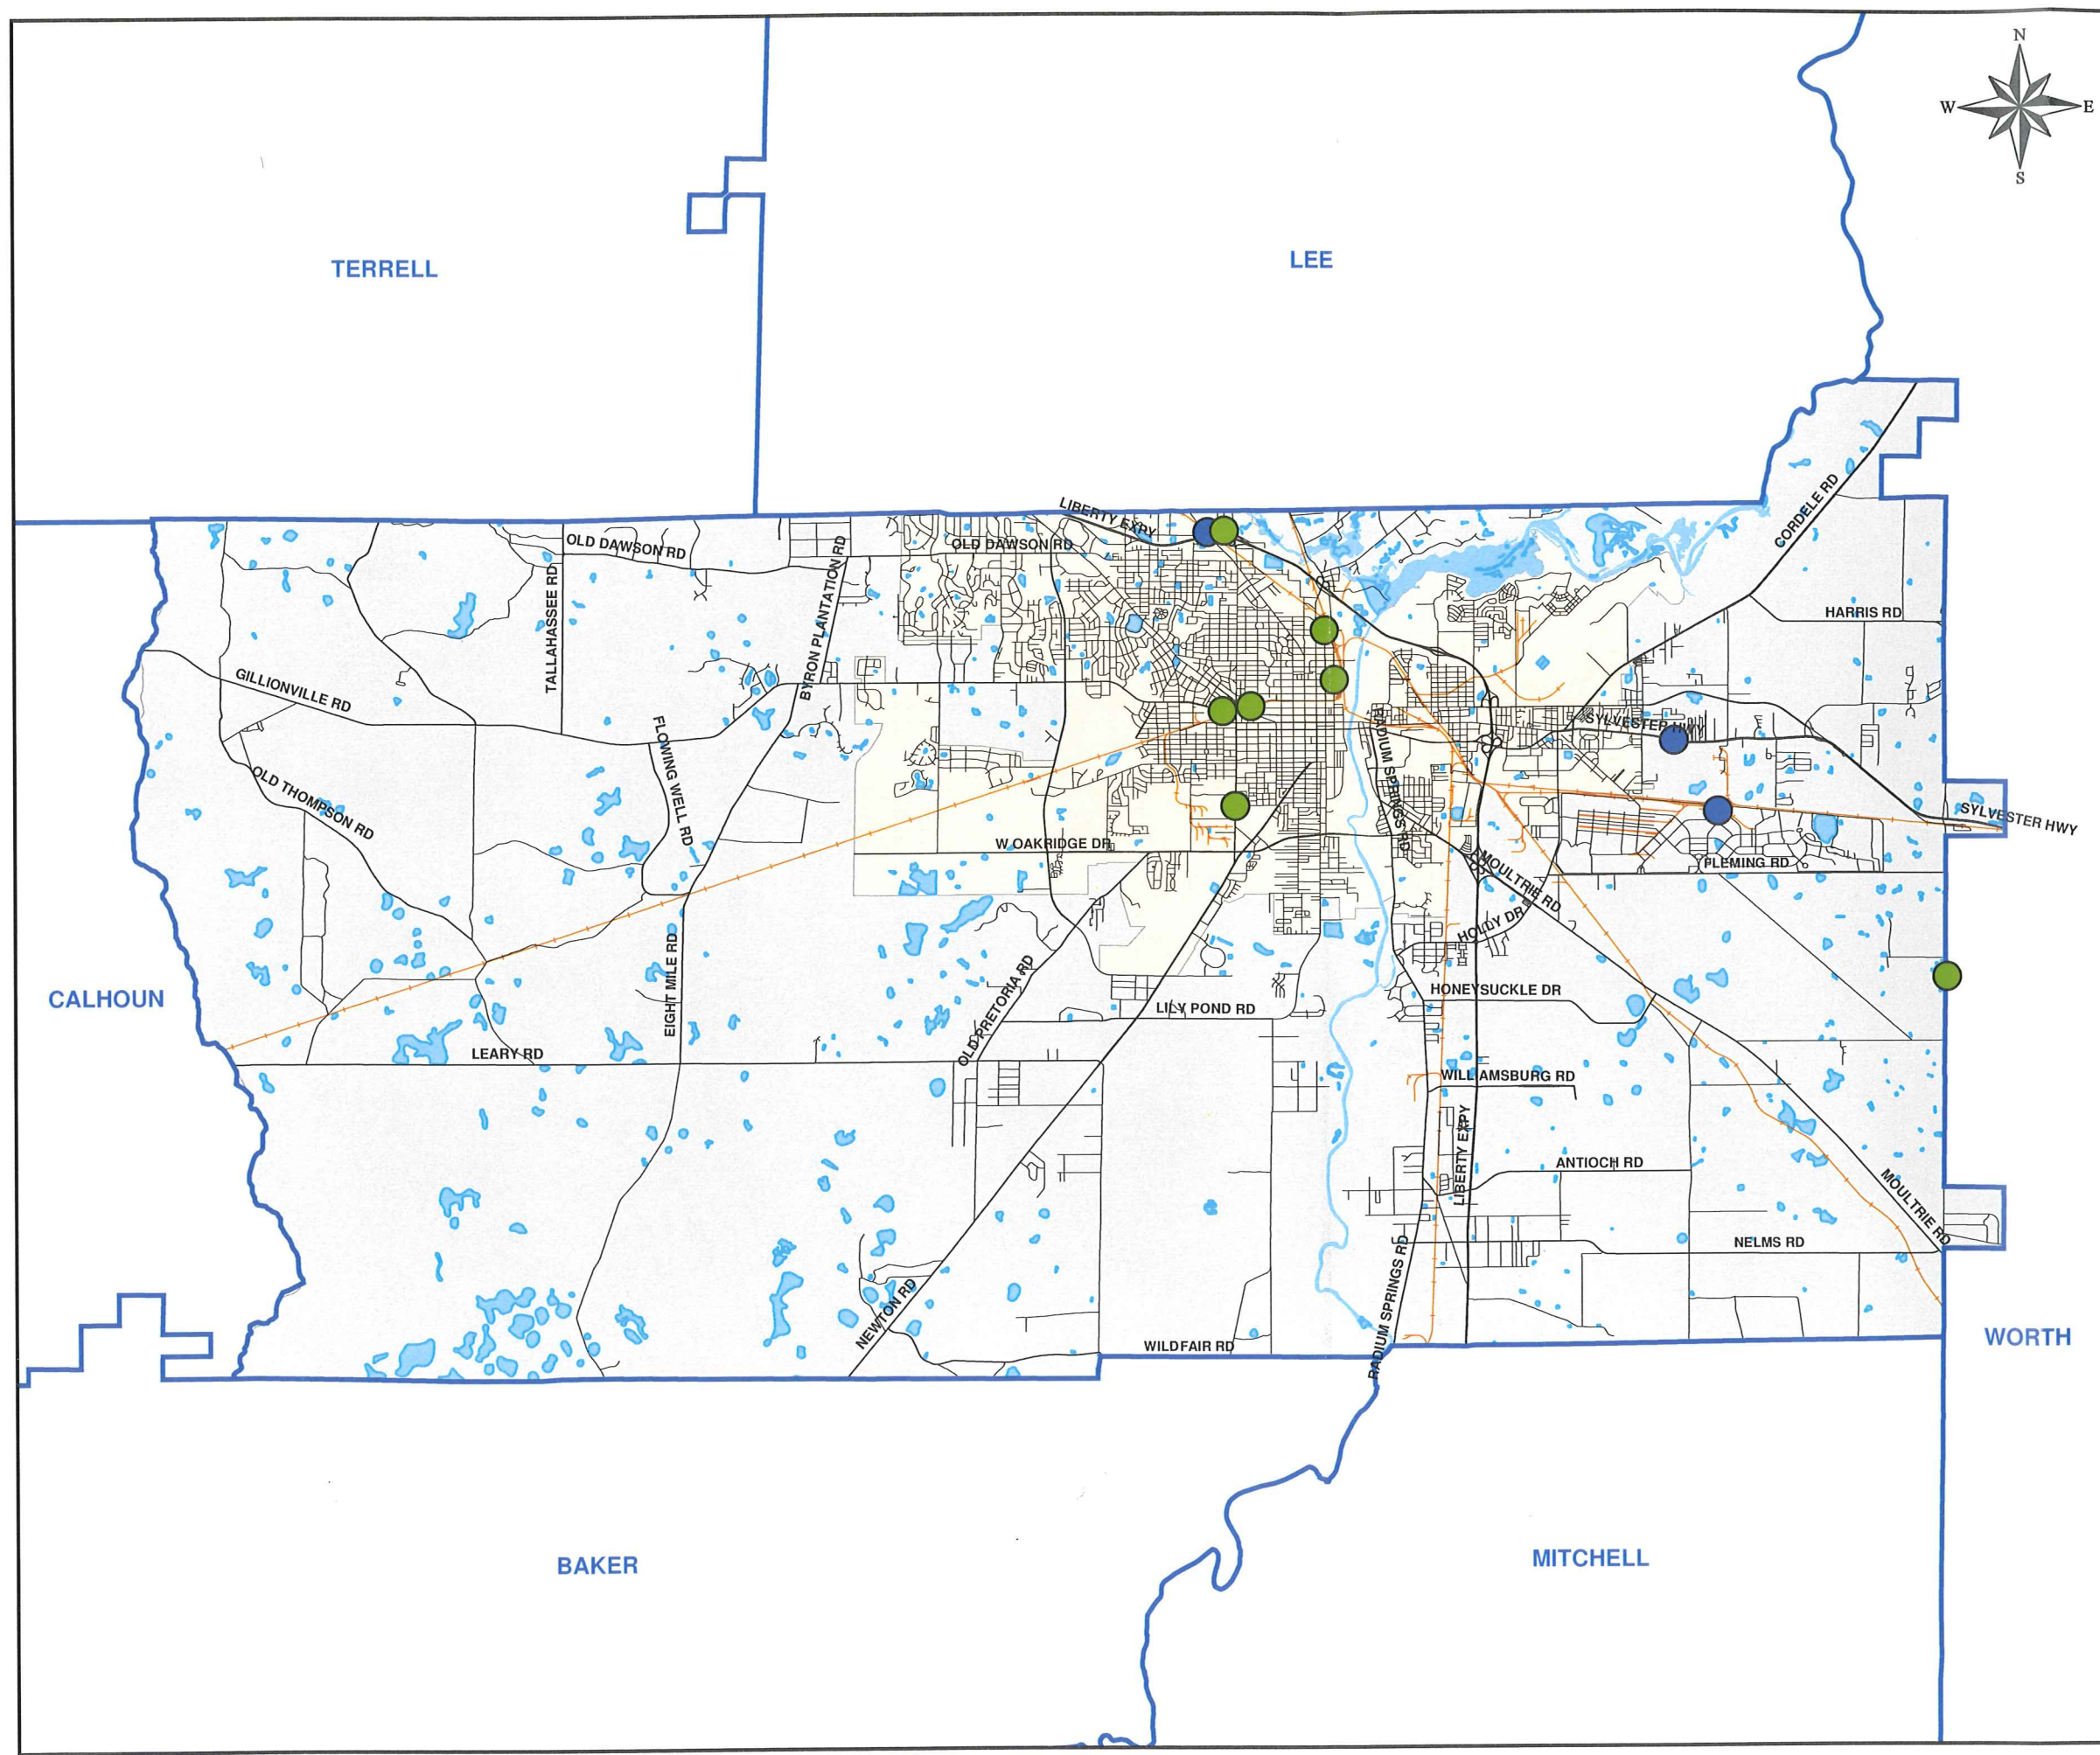 N
W
E
S
TERRELL
LEE
CORDELE RD
LIBERTY EXPY
OLD DAWSON RD
OLD DAWSON RD
TALLAHASSEE RD
BYRON PLANTATION RD
HARRIS RD
GILLIONVILLE RD
FLOWING WELL RD
RADIUM SPRINGS RD
SYLVESTER HWY
OLD THOMPSON RD
SYLVESTER HWY
W OAKRIDGE DR
MOULTRIE RD
FLEMING RD
HOLLY DR
EIGHT MILE RD
OLD PRETORIA RD
CALHOUN
HONEYSUCKLE DR
LILY POND RD
LEARY RD
WILLIAMSBURG RD
LIBERTY EXPY
ANTIOCH RD
MOULTRIE RD
NELMS RD
NEWTON RD
RADIUM SPRINGS RD
WILDFAIR RD
WORTH
BAKER
MITCHELL